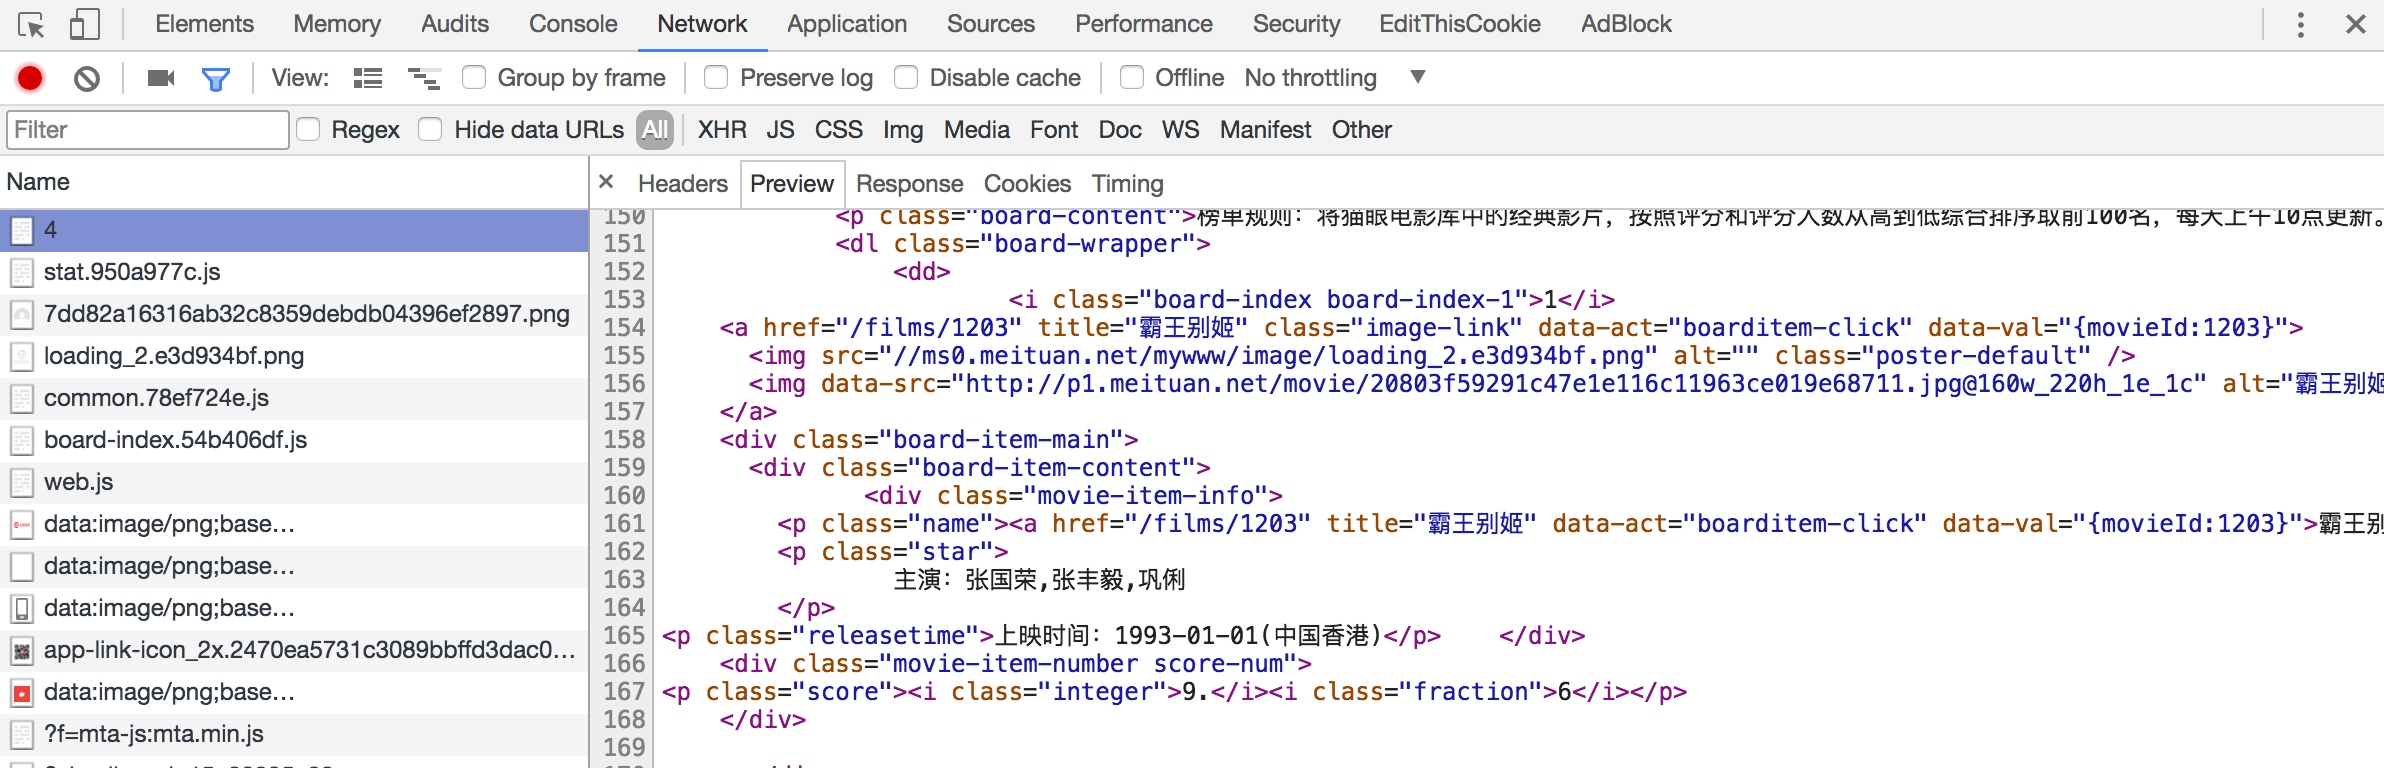 Elements Memory Audits Console Network Application Sources Performance Security EditThisCookie AdBlock
View: Group by frame Preserve log Disable cache Offline No throttling
Filter Regex Hide data URLs All XHR JS CSS Img Media Font Doc WS Manifest Other
Name
4
stat.950a977c.js
7dd82a16316ab32c8359debdb04396ef2897.png
loading_2.e3d934bf.png
common.78ef724e.js
board-index.54b406df.js
web.js
data:image/png;base…
data:image/png;base…
data:image/png;base…
app-link-icon_2x.2470ea5731c3089bbffd3dac0…
data:image/png;base…
?f=mta-js:mta.min.js
× Headers Preview Response Cookies Timing
150 <p class="board-content">榜单规则：将猫眼电影库中的经典影片，按照评分和评分人数从高到低综合排序取前100名，每天上午10点更新。
151 <dl class="board-wrapper">
152 <dd>
153 <i class="board-index board-index-1">1</i>
154 <a href="/films/1203" title="霸王别姬" class="image-link" data-act="boarditem-click" data-val="{movieId:1203}">
155 <img src="//ms0.meituan.net/mywww/image/loading_2.e3d934bf.png" alt="" class="poster-default" />
156 <img data-src="http://p1.meituan.net/movie/20803f59291c47e1e116c11963ce019e68711.jpg@160w_220h_1e_1c" alt="霸王别姬
157 </a>
158 <div class="board-item-main">
159 <div class="board-item-content">
160 <div class="movie-item-info">
161 <p class="name"><a href="/films/1203" title="霸王别姬" data-act="boarditem-click" data-val="{movieId:1203}">霸王别
162 <p class="star">
163 主演：张国荣,张丰毅,巩俐
164 </p>
165 <p class="releasetime">上映时间：1993-01-01(中国香港)</p> </div>
166 <div class="movie-item-number score-num">
167 <p class="score"><i class="integer">9.</i><i class="fraction">6</i></p>
168 </div>
169